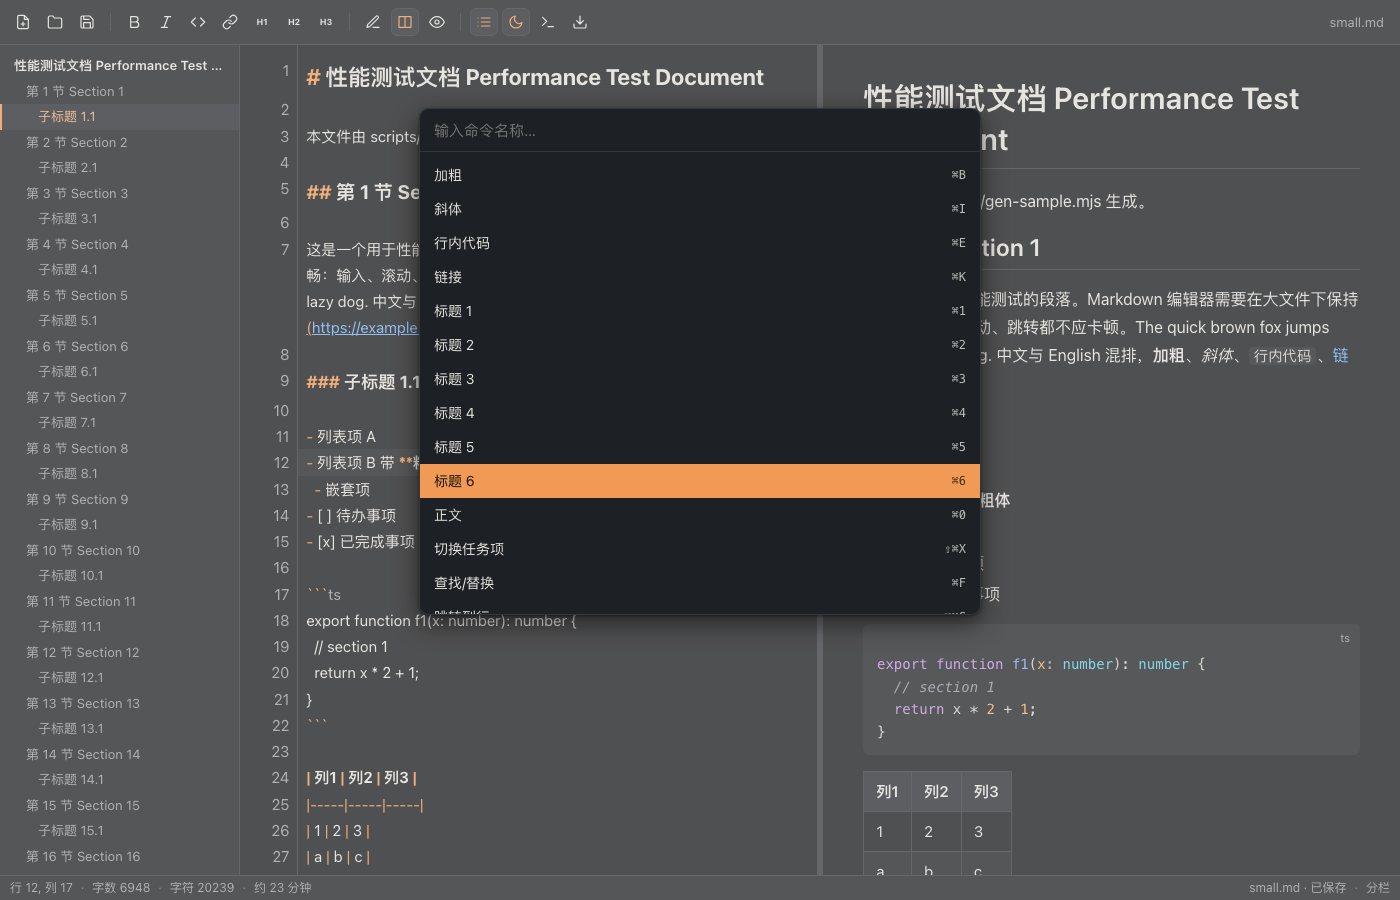 H1 H2 H3 small.md
性能测试文档 Performance Test ...
第 1 节 Section 1
子标题 1.1
第 2 节 Section 2
子标题 2.1
第 3 节 Section 3
子标题 3.1
第 4 节 Section 4
子标题 4.1
第 5 节 Section 5
子标题 5.1
第 6 节 Section 6
子标题 6.1
第 7 节 Section 7
子标题 7.1
第 8 节 Section 8
子标题 8.1
第 9 节 Section 9
子标题 9.1
第 10 节 Section 10
子标题 10.1
第 11 节 Section 11
子标题 11.1
第 12 节 Section 12
子标题 12.1
第 13 节 Section 13
子标题 13.1
第 14 节 Section 14
子标题 14.1
第 15 节 Section 15
子标题 15.1
第 16 节 Section 16
1 # 性能测试文档 Performance Test Document
2
3 本文件由 scripts/
4
5 ## 第 1 节 Se
6
7 这是一个用于性能
畅：输入、滚动、
lazy dog. 中文与
(https://example
8
9 ### 子标题 1.1
10
11 - 列表项 A
12 - 列表项 B 带 **
13 - 嵌套项
14 - [ ] 待办事项
15 - [x] 已完成事项
16
17 ```ts
18 export function f1(x: number): number {
19 // section 1
20 return x * 2 + 1;
21 }
22 ```
23
24 | 列1 | 列2 | 列3 |
25 |-----|-----|-----|
26 | 1 | 2 | 3 |
27 | a | b | c |
输入命令名称...
加粗 ⌘B
斜体 ⌘I
行内代码 ⌘E
链接 ⌘K
标题 1 ⌘1
标题 2 ⌘2
标题 3 ⌘3
标题 4 ⌘4
标题 5 ⌘5
标题 6 ⌘6
正文 ⌘0
切换任务项 ⇧⌘X
查找/替换 ⌘F
性能测试文档 Performance Test
nt
/gen-sample.mjs 生成。
tion 1
能测试的段落。Markdown 编辑器需要在大文件下保持
动、跳转都不应卡顿。The quick brown fox jumps
g. 中文与 English 混排，加粗、斜体、 行内代码 、链
粗体
事项
ts
export function f1(x: number): number {
// section 1
return x * 2 + 1;
}
列1 列2 列3
1 2 3
a b c
行 12, 列 17 · 字数 6948 · 字符 20239 · 约 23 分钟
small.md · 已保存 · 分栏